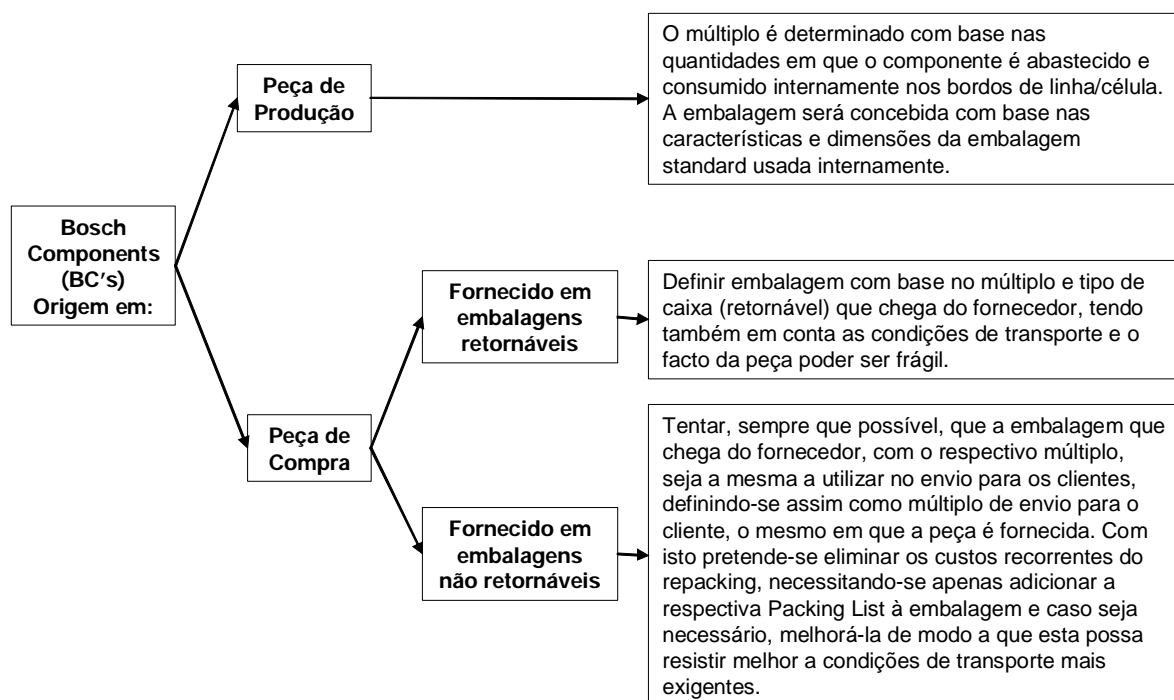 Bosch
Components
(BC's)
Origem em:
Peça de
Produção
O múltiplo é determinado com base nas
quantidades em que o componente é abastecido e
consumido internamente nos bordos de linha/célula.
A embalagem será concebida com base nas
características e dimensões da embalagem
standard usada internamente.
Peça de
Compra
Fornecido em
embalagens
retornáveis
Definir embalagem com base no múltiplo e tipo de
caixa (retornável) que chega do fornecedor, tendo
também em conta as condições de transporte e o
facto da peça poder ser frágil.
Fornecido em
embalagens
não retornáveis
Tentar, sempre que possível, que a embalagem que
chega do fornecedor, com o respectivo múltiplo,
seja a mesma a utilizar no envio para os clientes,
definindo-se assim como múltiplo de envio para o
cliente, o mesmo em que a peça é fornecida. Com
isto pretende-se eliminar os custos recorrentes do
repacking, necessitando-se apenas adicionar a
respectiva Packing List à embalagem e caso seja
necessário, melhorá-la de modo a que esta possa
resistir melhor a condições de transporte mais
exigentes.